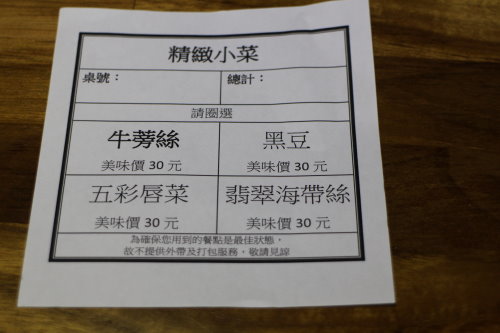 精緻小菜
桌號：
總計：
請圈選
牛蒡絲
黑豆
美味價 30 元
美味價 30 元
五彩唇菜
翡翠海帶絲
美味價 30 元
美味價 30 元
為確保您用到的餐點是最佳狀態，
故不提供外帶及打包服務，敬請見諒